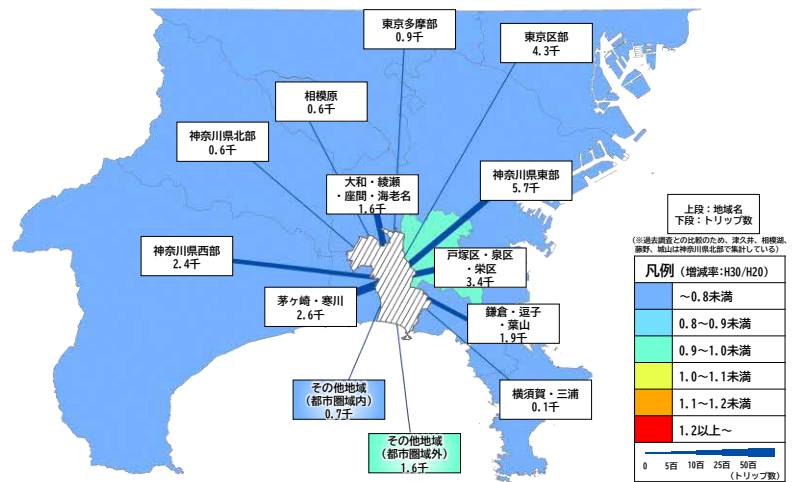 東京多摩部
0.9千
東京区部
4.3千
相模原
0.6千
神奈川県北部
0.6千
大和・綾瀬
・座間・海老名
1.6千
神奈川県東部
5.7千
上段:地域名
下段:トリップ数
(※過去調査との比較のため、津久井、相模湖、
藤野、城山は神奈川県北部で集計している)
神奈川県西部
2.4千
戸塚区・泉区・
栄区
3.4千
茅ヶ崎・寒川
2.6千
鎌倉・逗子
・葉山
1.9千
その他地域
(都市圏域内)
0.7千
横須賀・三浦
0.1千
その他地域
(都市圏域外)
1.6千
凡例 (増減率:H30/H20)
~0.8未満
0.8~0.9未満
0.9~1.0未満
1.0~1.1未満
1.1~1.2未満
1.2以上~
0 5百 10百 25百 50百
(トリップ数)